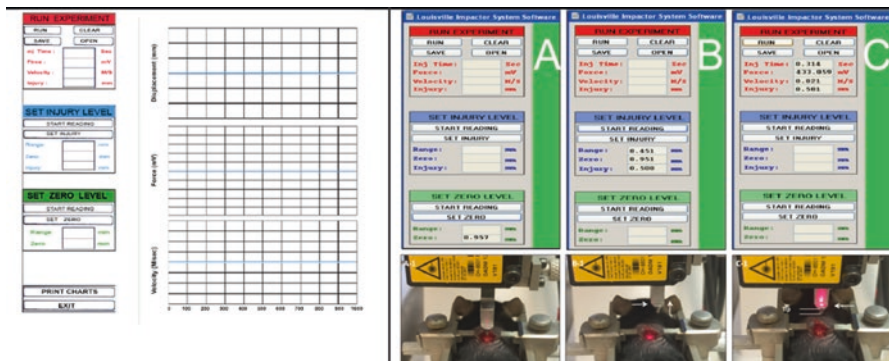 RUN EXPERIMENT
RUN CLEAR
SAVE OPEN
Inj Time: Sec
Force: mV
Velocity: M/S
Injury: mm
SET INJURY LEVEL
START READING
SET INJURY
Range mm
Zero mm
Injury mm
SET ZERO LEVEL
START READING
SET ZERO
Range mm
Zero mm
PRINT CHARTS
EXIT
Displacement (mm)
Force (mV)
Velocity (M/sec)
0 100 200 300 400 500 600 700 800 900 1000
Louisville Impactor System Software
RUN EXPERIMENT
RUN CLEAR
SAVE OPEN
Inj Time: Sec
Force: mV
Velocity: M/S
Injury: mm
A
SET INJURY LEVEL
START READING
SET INJURY
Range: mm
Zero: mm
Injury: mm
SET ZERO LEVEL
START READING
SET ZERO
Range: mm
Zero: 0.957 mm
A-1
Louisville Impactor System Software
RUN EXPERIMENT
RUN CLEAR
SAVE OPEN
Inj Time: Sec
Force: mV
Velocity: M/S
Injury: mm
B
SET INJURY LEVEL
START READING
SET INJURY
Range: 0.451 mm
Zero: 0.951 mm
Injury: 0.500 mm
SET ZERO LEVEL
START READING
SET ZERO
Range: mm
Zero: mm
B-1
Louisville Impactor System Software
RUN EXPERIMENT
RUN CLEAR
SAVE OPEN
Inj Time: 0.314 Sec
Force: 433.059 mV
Velocity: 0.821 M/S
Injury: 0.501 mm
C
SET INJURY LEVEL
START READING
SET INJURY
Range: mm
Zero: mm
Injury: mm
SET ZERO LEVEL
START READING
SET ZERO
Range: mm
Zero: mm
C-1